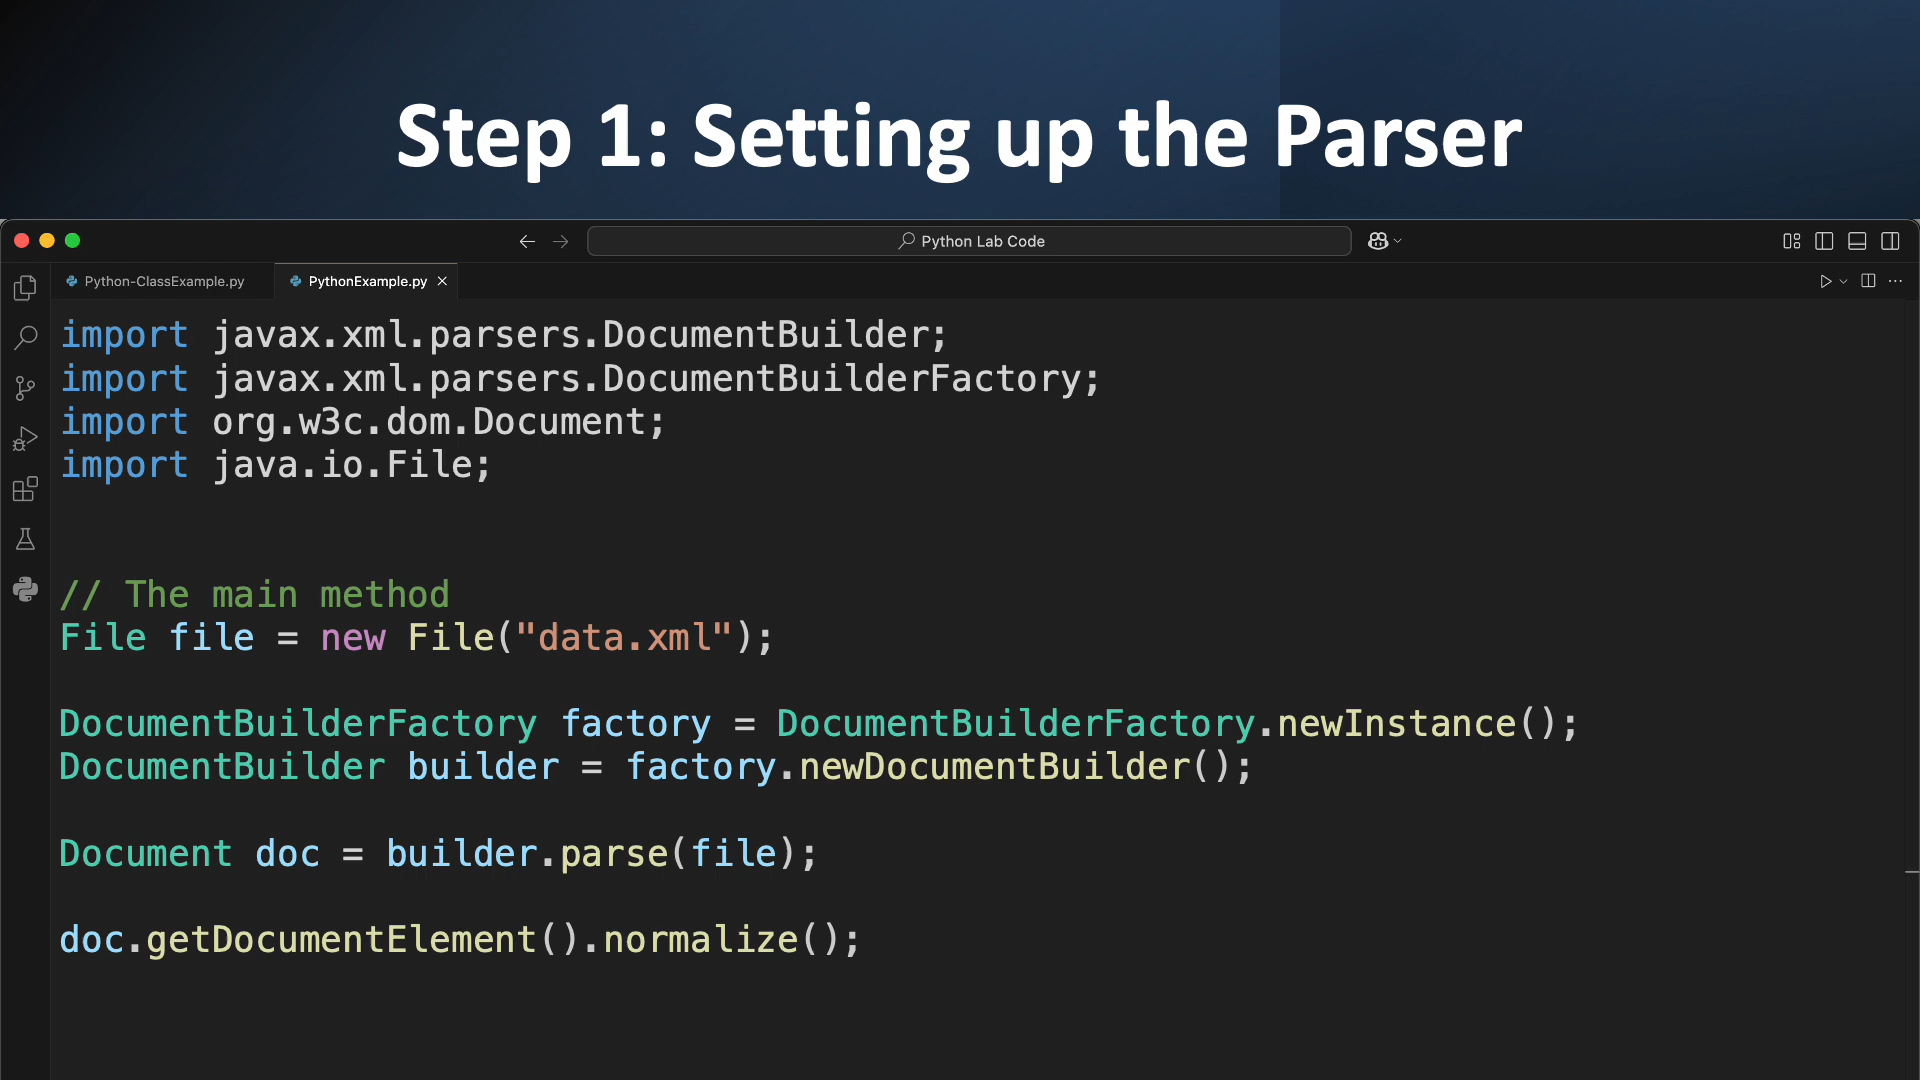 Step 1: Setting up the Parser
Python Lab Code
Python-ClassExample.py
PythonExample.py
import javax.xml.parsers.DocumentBuilder;
import javax.xml.parsers.DocumentBuilderFactory;
import org.w3c.dom.Document;
import java.io.File;
// The main method
File file = new File("data.xml");
DocumentBuilderFactory factory = DocumentBuilderFactory.newInstance();
DocumentBuilder builder = factory.newDocumentBuilder();
Document doc = builder.parse(file);
doc.getDocumentElement().normalize();